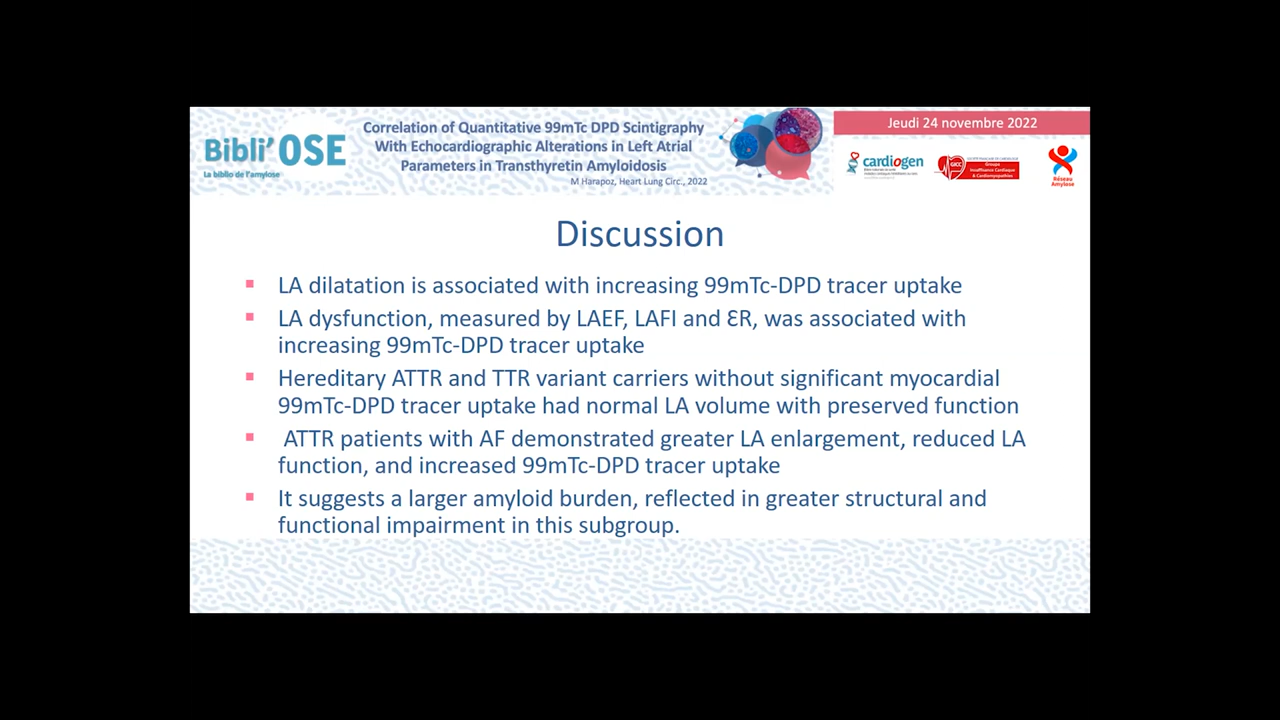 Bibli'OSE
La biblio de l'amylose
Correlation of Quantitative 99mTc DPD Scintigraphy
With Echocardiographic Alterations in Left Atrial
Parameters in Transthyretin Amyloidosis
M Harapoz, Heart Lung Circ., 2022
Jeudi 24 novembre 2022
cardiogen
GICC
Groupe
Insuffisance Cardiaque
& Cardiomyopathies
Réseau
Amylose
Discussion
▪ LA dilatation is associated with increasing 99mTc-DPD tracer uptake
▪ LA dysfunction, measured by LAEF, LAFI and ƐR, was associated with
increasing 99mTc-DPD tracer uptake
▪ Hereditary ATTR and TTR variant carriers without significant myocardial
99mTc-DPD tracer uptake had normal LA volume with preserved function
▪ ATTR patients with AF demonstrated greater LA enlargement, reduced LA
function, and increased 99mTc-DPD tracer uptake
▪ It suggests a larger amyloid burden, reflected in greater structural and
functional impairment in this subgroup.